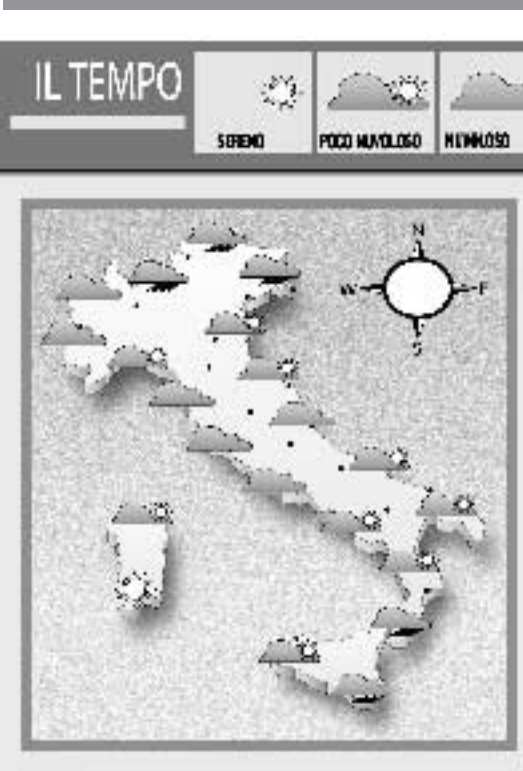 IL TEMPO
SERENO
POCO NUVOLOSO
NUVOLOSO
N
W
E
S